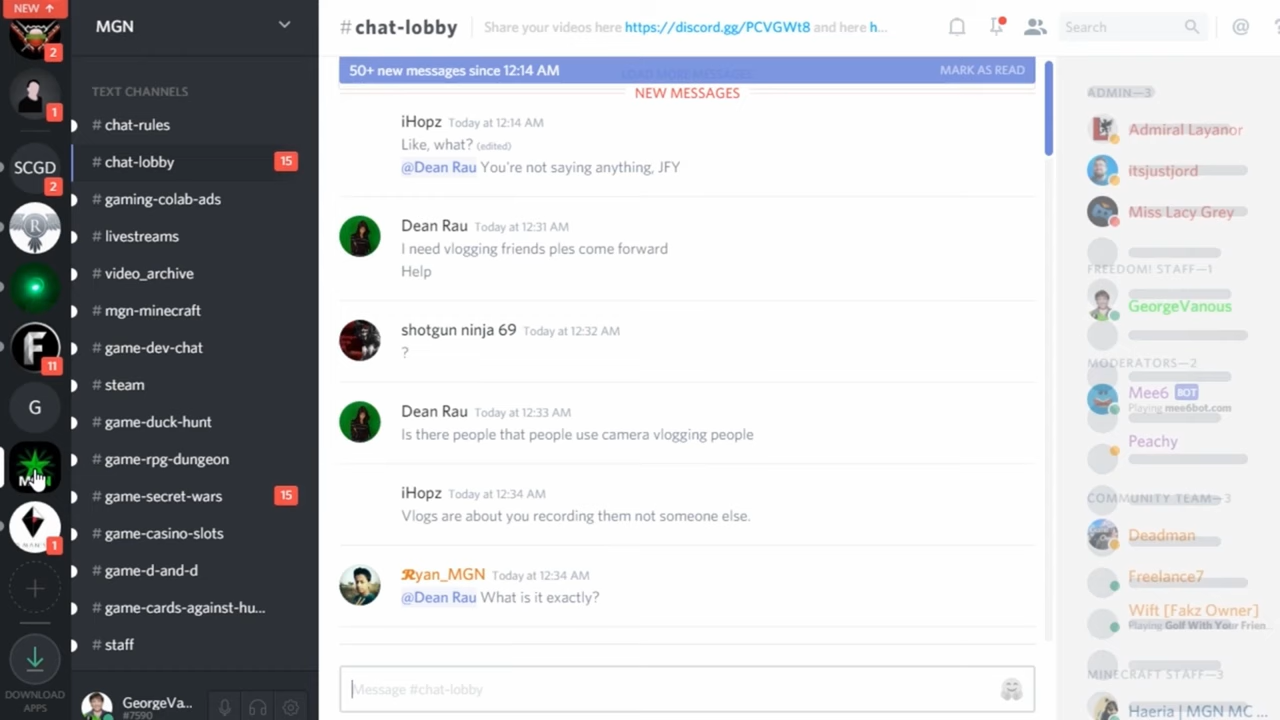 NEW ↑
2
1
SCGD
2
R
F
11
G
MGN
1
+
DOWNLOAD
APPS
MGN
TEXT CHANNELS
# chat-rules
# chat-lobby 15
# gaming-colab-ads
# livestreams
# video_archive
# mgn-minecraft
# game-dev-chat
# steam
# game-duck-hunt
# game-rpg-dungeon
# game-secret-wars 15
# game-casino-slots
# game-d-and-d
# game-cards-against-hu...
# staff
GeorgeVa...
#7590
# chat-lobby
Share your videos here https://discord.gg/PCVGWt8 and here h...
Search
@
?
50+ new messages since 12:14 AM
LOAD MORE MESSAGES
MARK AS READ
NEW MESSAGES
iHopz Today at 12:14 AM
Like, what? (edited)
@Dean Rau You're not saying anything, JFY
Dean Rau Today at 12:31 AM
I need vlogging friends ples come forward
Help
shotgun ninja 69 Today at 12:32 AM
?
Dean Rau Today at 12:33 AM
Is there people that people use camera vlogging people
iHopz Today at 12:34 AM
Vlogs are about you recording them not someone else.
𝓡yan_MGN Today at 12:34 AM
@Dean Rau What is it exactly?
Message #chat-lobby
ADMIN—3
Admiral Layanor
itsjustjord
Miss Lacy Grey
FREEDOM! STAFF—1
GeorgeVanous
MODERATORS—2
Mee6 BOT
Playing mee6bot.com
Peachy
COMMUNITY TEAM—3
Deadman
Freelance7
Wift [Fakz Owner]
Playing Golf With Your Frien...
MINECRAFT STAFF—3
Haeria | MGN MC ...